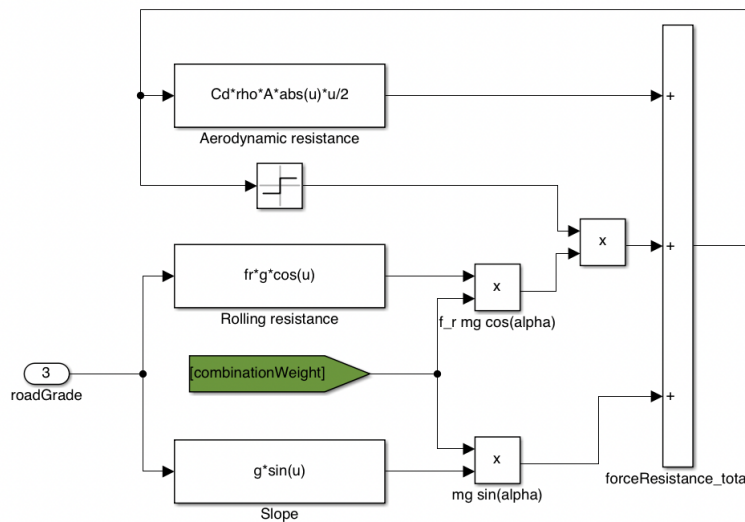 Cd*rho*A*abs(u)*u/2
+
Aerodynamic resistance
x
+
fr*g*cos(u)
x
Rolling resistance
f_r mg cos(alpha)
3
[combinationWeight]
roadGrade
+
g*sin(u)
x
forceResistance_tota
mg sin(alpha)
Slope